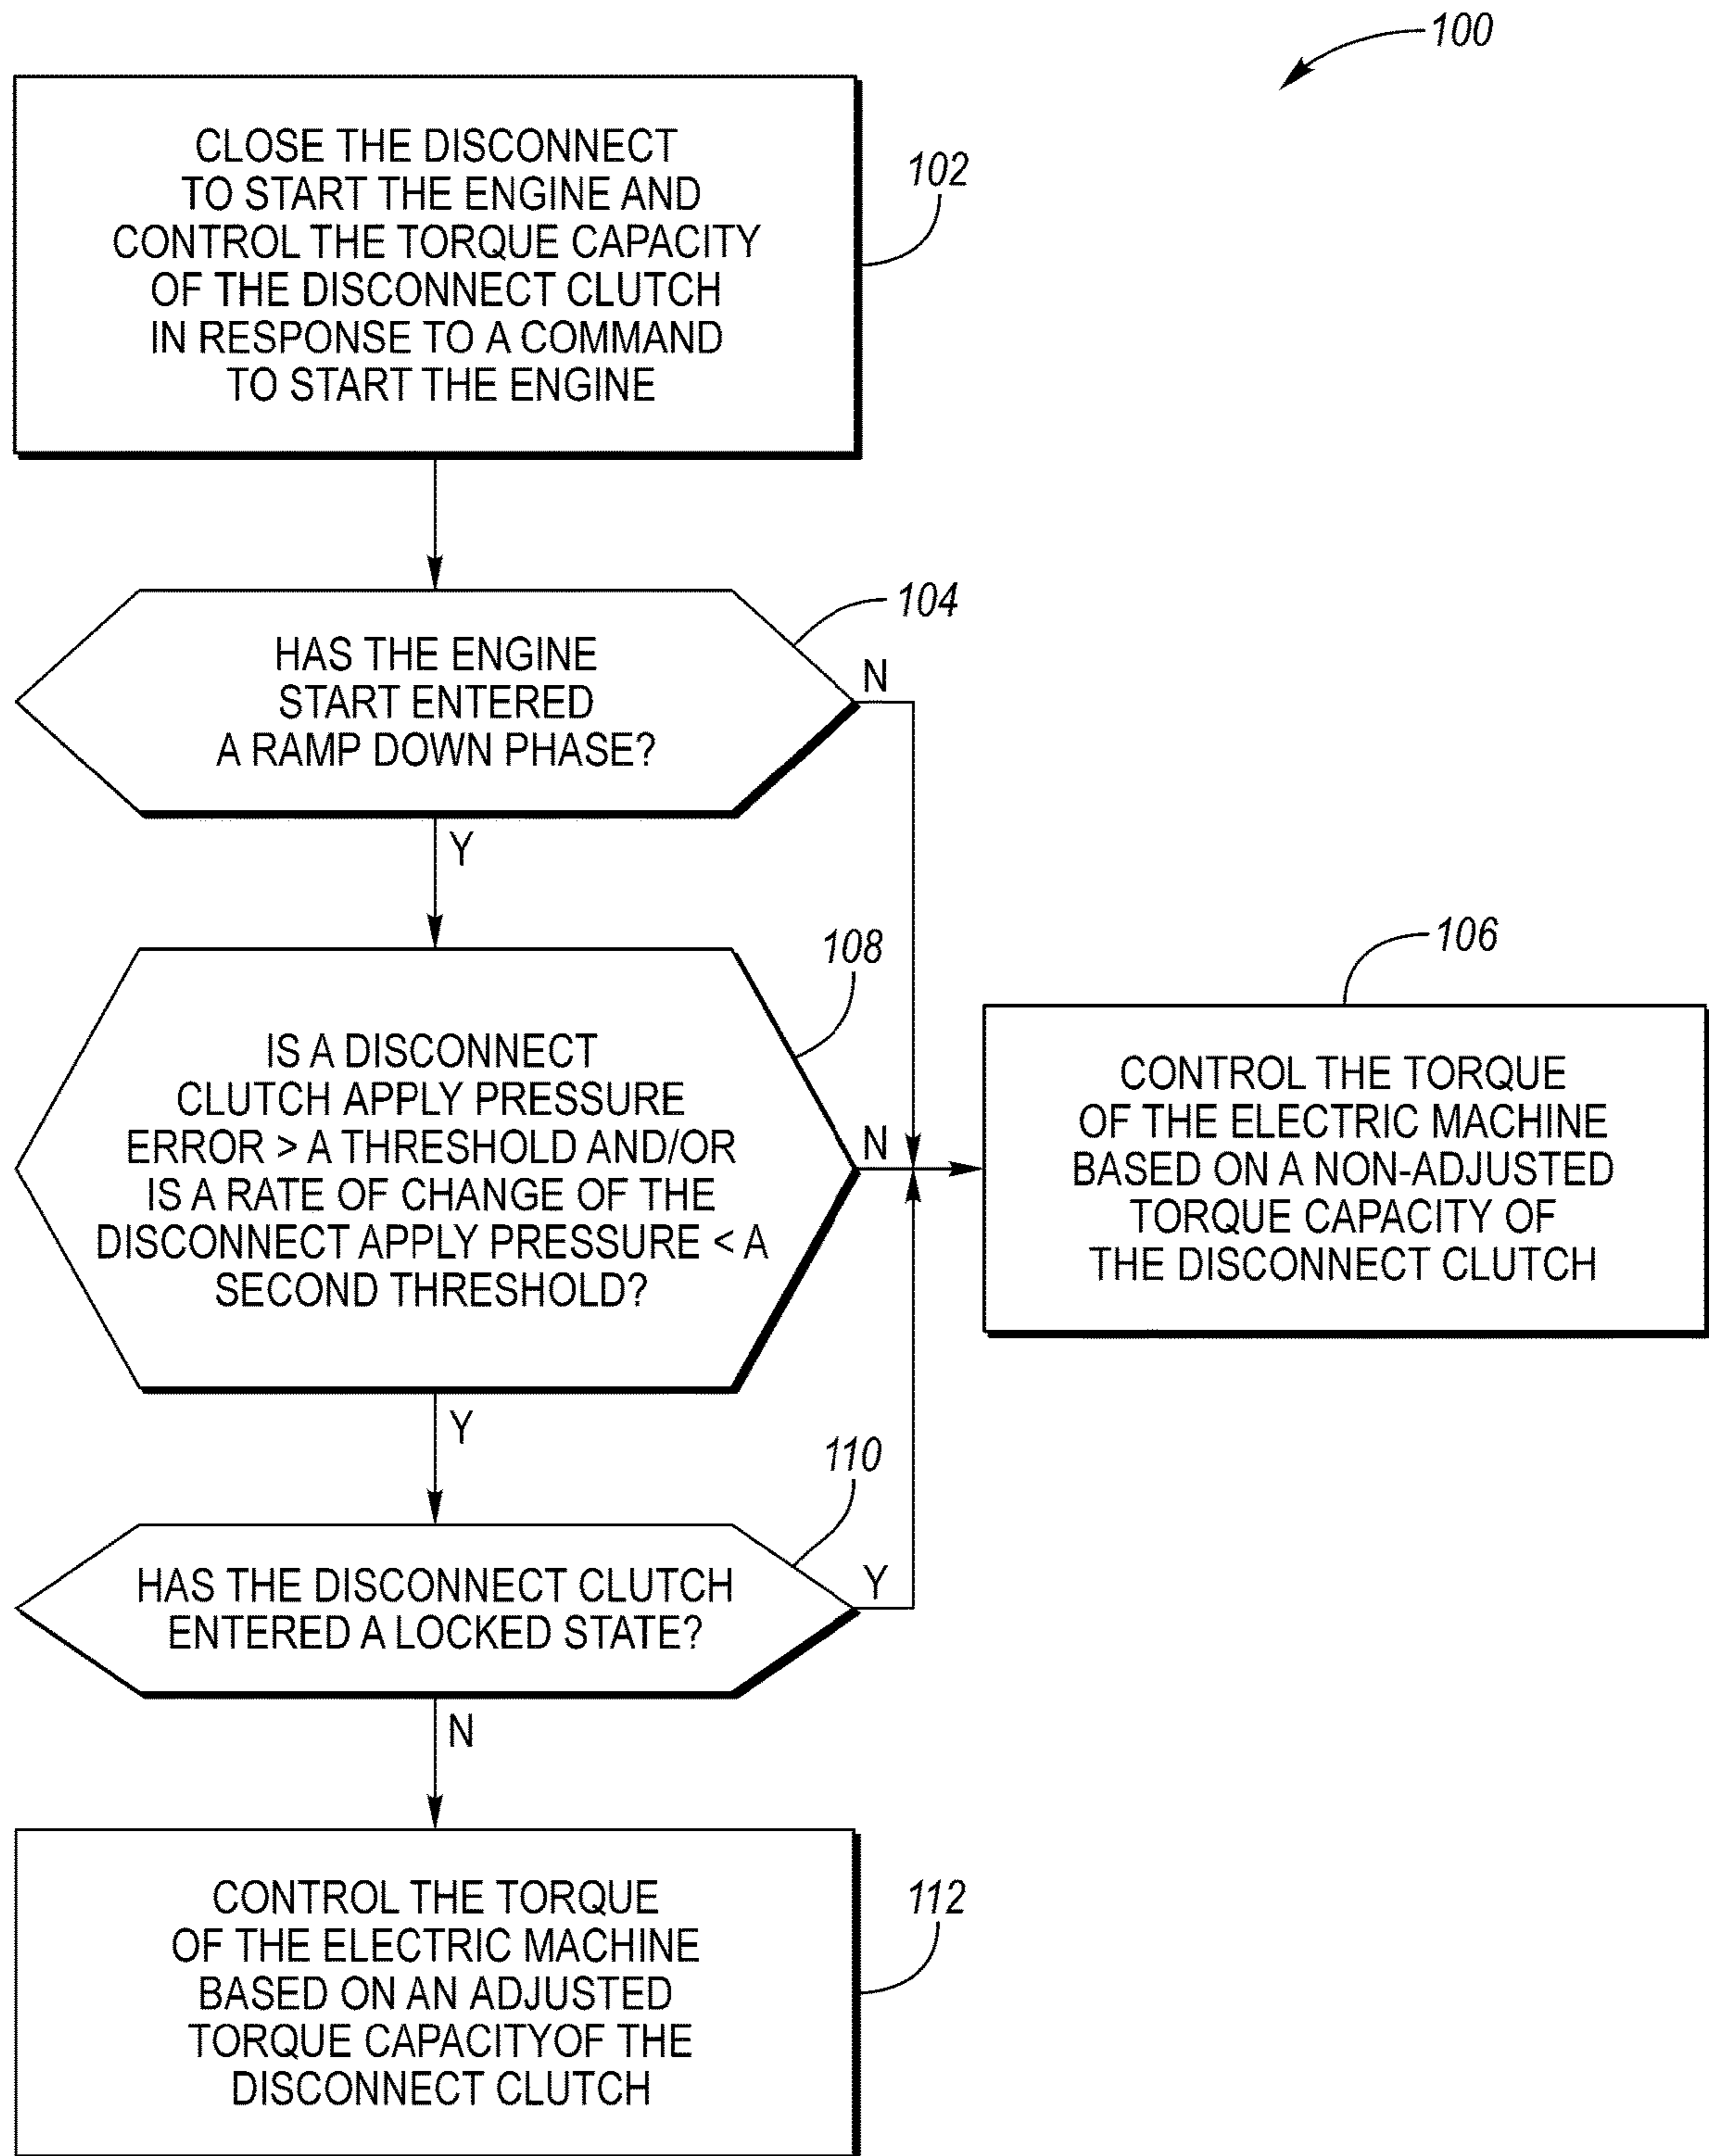 100
CLOSE THE DISCONNECT
TO START THE ENGINE AND
CONTROL THE TORQUE CAPACITY
OF THE DISCONNECT CLUTCH
IN RESPONSE TO A COMMAND
TO START THE ENGINE
102
HAS THE ENGINE
START ENTERED
A RAMP DOWN PHASE?
104
N
Y
IS A DISCONNECT
CLUTCH APPLY PRESSURE
ERROR > A THRESHOLD AND/OR
IS A RATE OF CHANGE OF THE
DISCONNECT APPLY PRESSURE < A
SECOND THRESHOLD?
108
N
Y
CONTROL THE TORQUE
OF THE ELECTRIC MACHINE
BASED ON A NON-ADJUSTED
TORQUE CAPACITY OF
THE DISCONNECT CLUTCH
106
HAS THE DISCONNECT CLUTCH
ENTERED A LOCKED STATE?
110
Y
N
CONTROL THE TORQUE
OF THE ELECTRIC MACHINE
BASED ON AN ADJUSTED
TORQUE CAPACITYOF THE
DISCONNECT CLUTCH
112